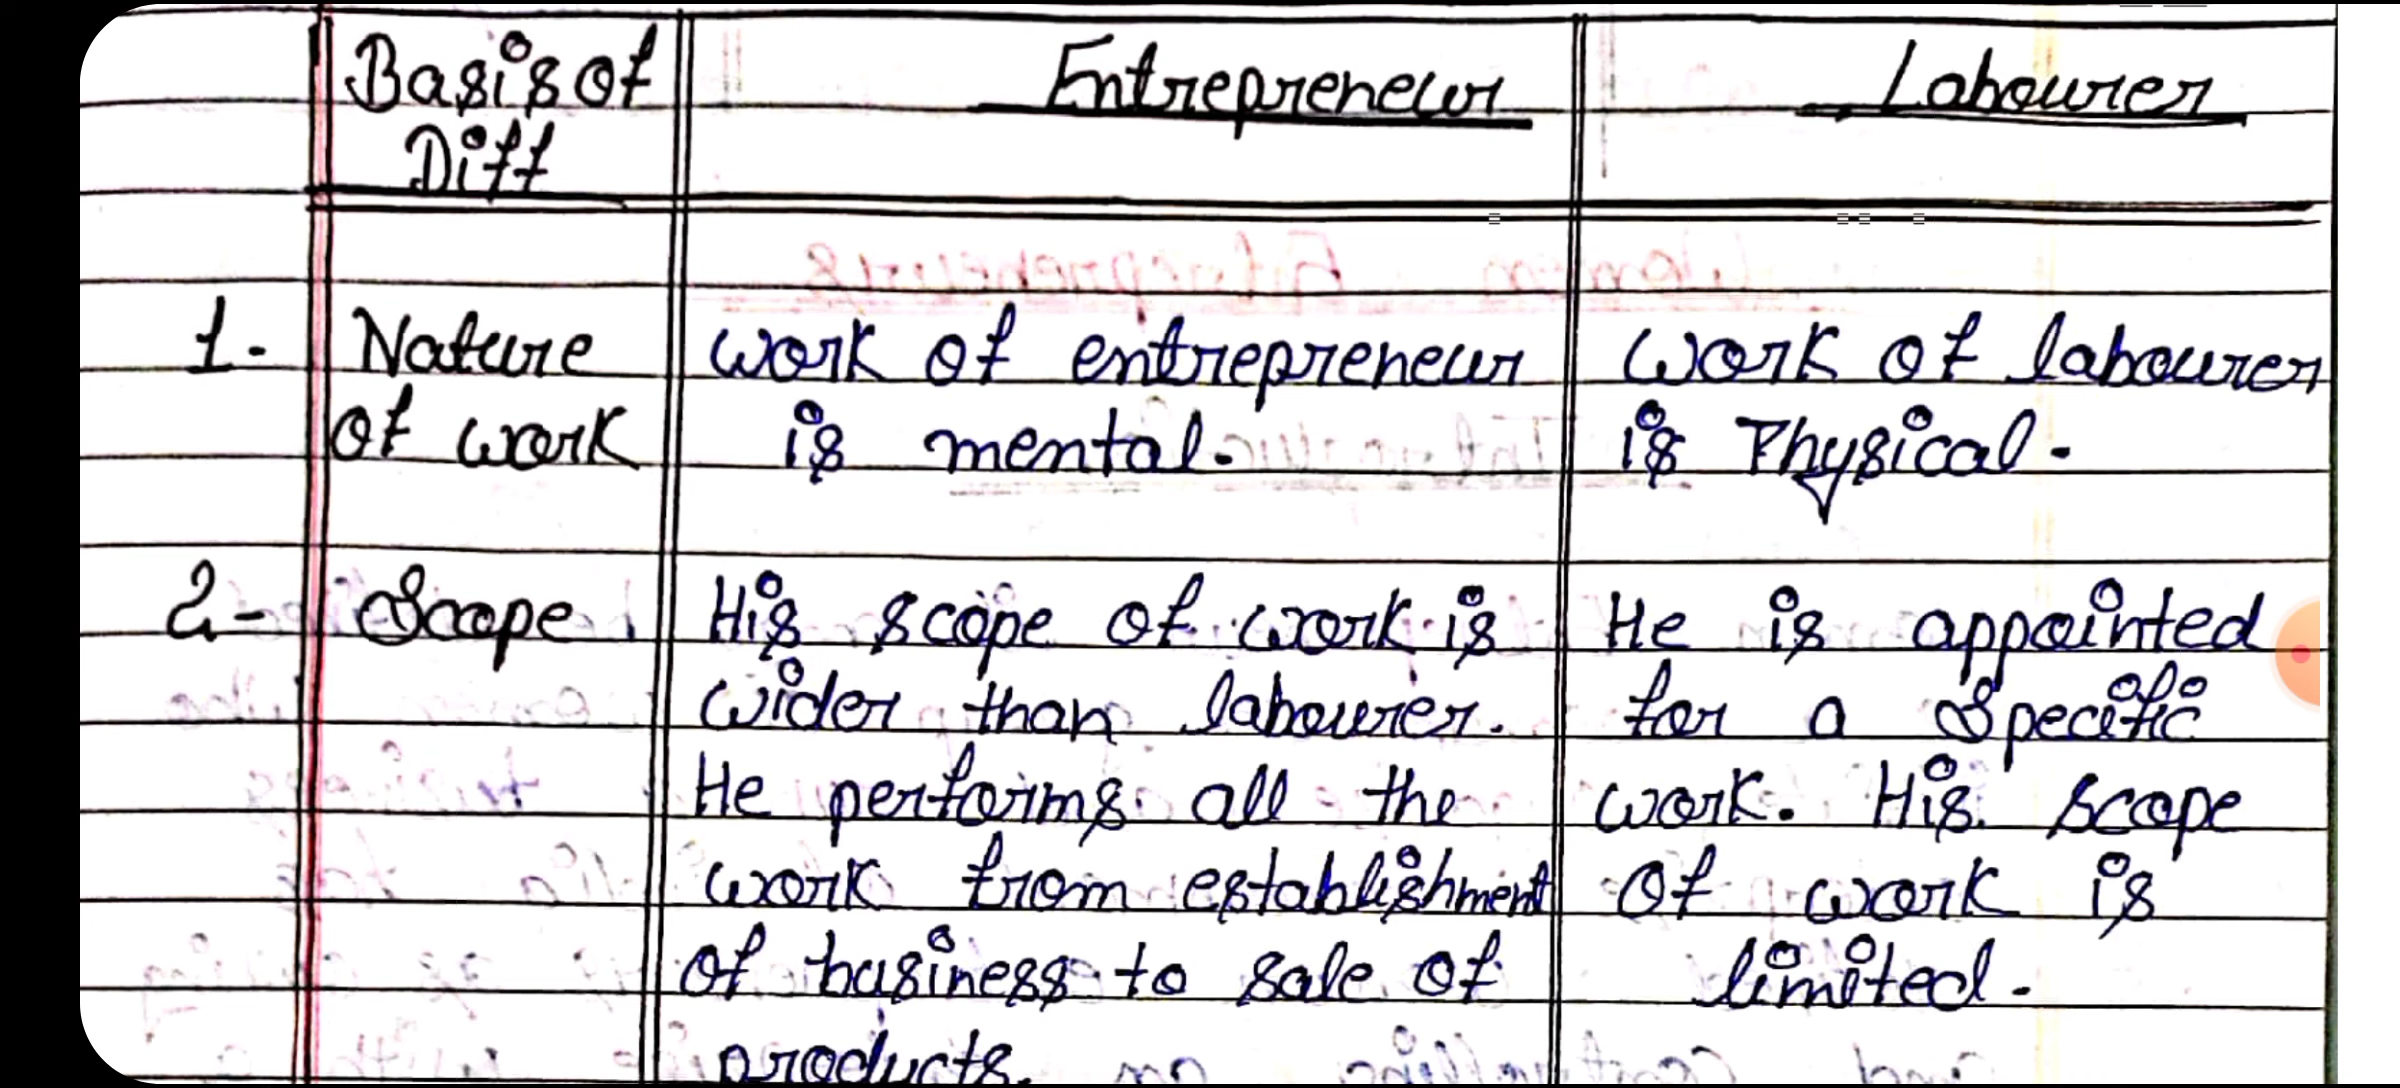 Basis of Entrepreneur Labourer
Diff
1. Nature work of entrepreneur Work of labourer
of work is mental. is Physical.
2- Scope His scope of work is He is appointed
wider than labourer. for a Specific
He performs all the work. His scope
work from establishment of work is
of business to sale of limited.
products.